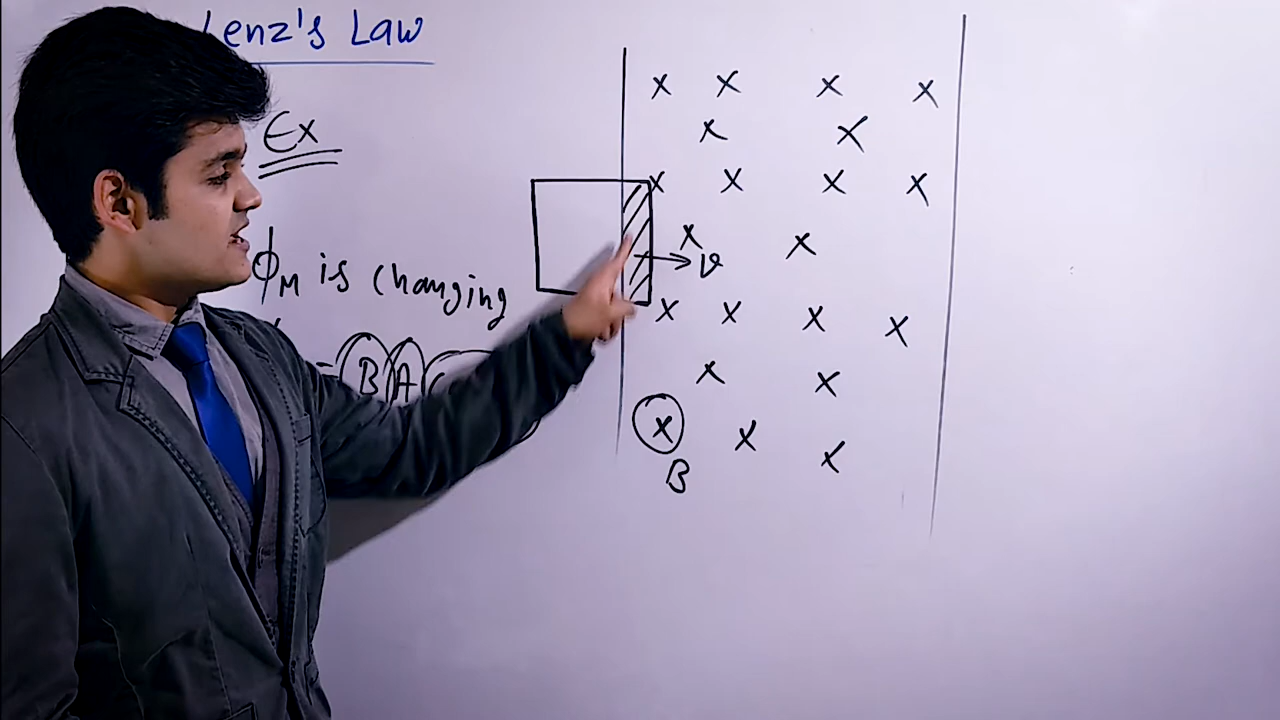 Lenz's Law
Ex
ϕM is changing
= B A
× × × ×
× ×
× × × ×
× ×
v
× × × ×
× ×
× × ×
B